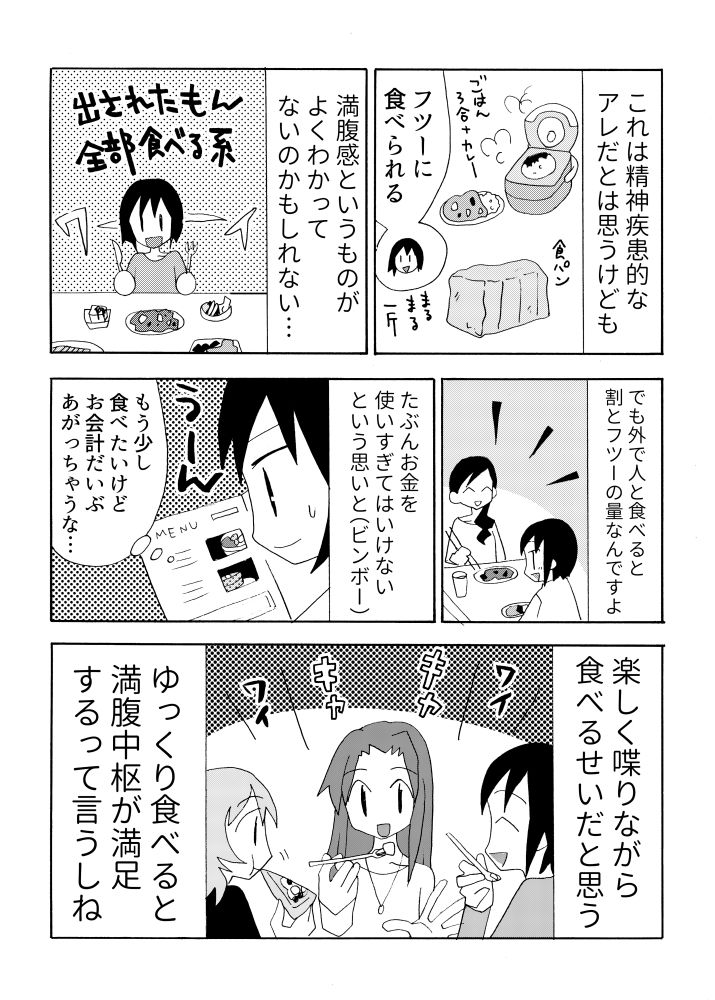 これは精神疾患的な
アレだとは思うけども
ごはん
3合+カレー
フツーに
食べられる
食パン
まるまる
一斤
満腹感というものが
よくわかって
ないのかもしれない…
出されたもん
全部食べる系
ワーイ
でも外で人と食べると
割とフツーの量なんですよ
たぶんお金を
使いすぎてはいけない
という思いと(ビンボー)
うーん
MENU
もう少し
食べたいけど
お会計だいぶ
あがっちゃうな…
楽しく喋りながら
食べるせいだと思う
ワイ
キャ
キャ
ワイ
ゆっくり食べると
満腹中枢が満足
するって言うしね